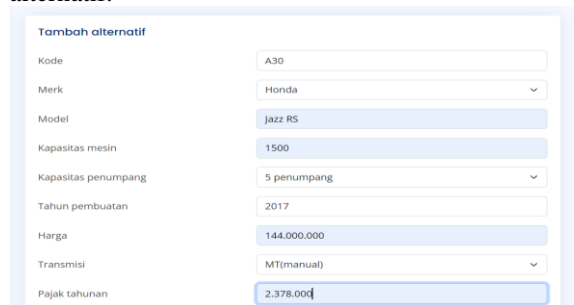 Tambah alternatif
Kode A30
Merk Honda
Model Jazz RS
Kapasitas mesin 1500
Kapasitas penumpang 5 penumpang
Tahun pembuatan 2017
Harga 144.000.000
Transmisi MT(manual)
Pajak tahunan 2.378.000